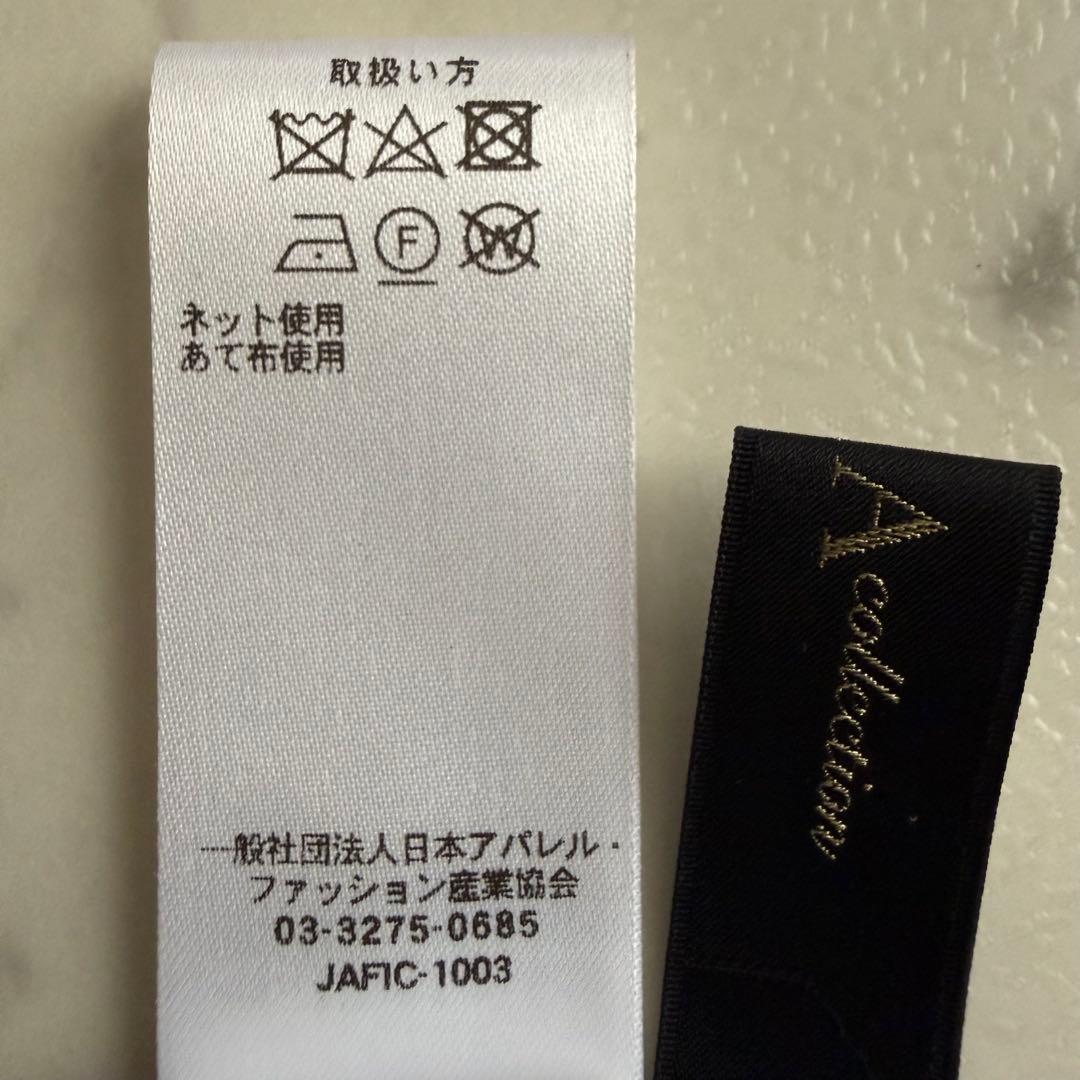 取扱い方
F W
ネット使用
あて布使用
一般社団法人日本アパレル・
ファッション産業協会
03-3275-0685
JAFIC-1003
A collection